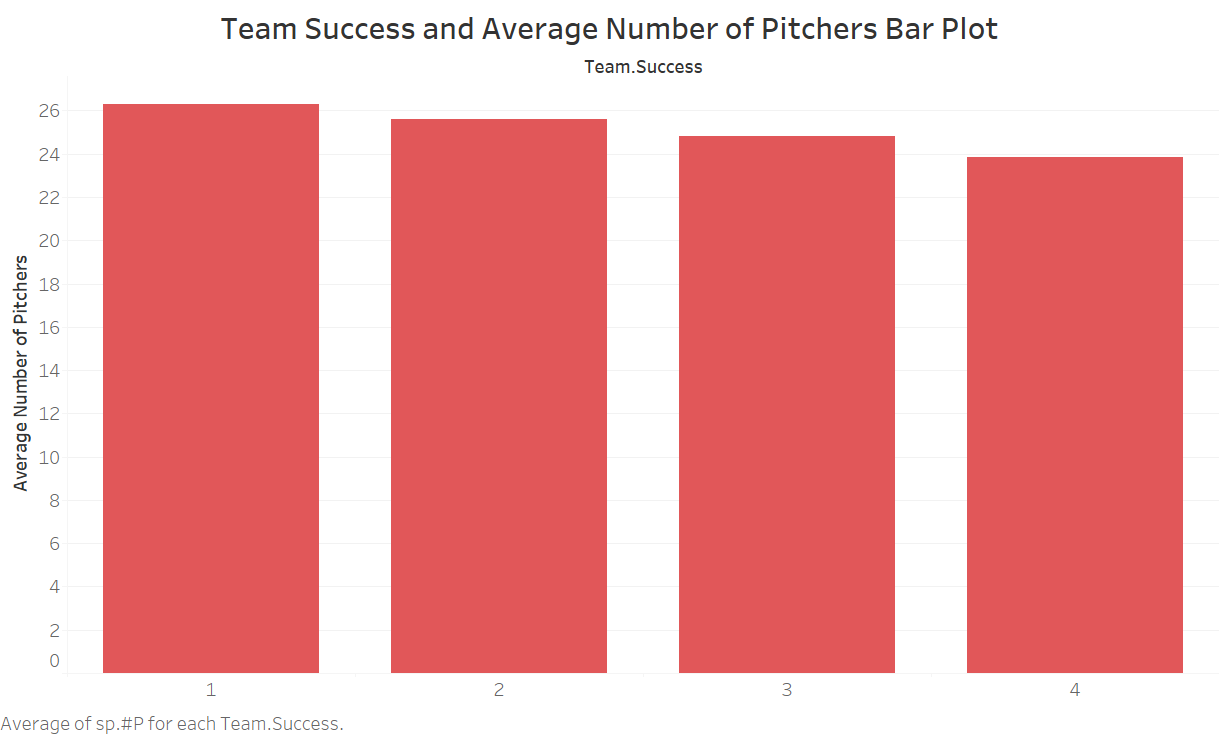 Team Success and Average Number of Pitchers Bar Plot
Team.Success
Average Number of Pitchers
26
24
22
20
18
16
14
12
10
8
6
4
2
0
1 2 3 4
Average of sp.#P for each Team.Success.